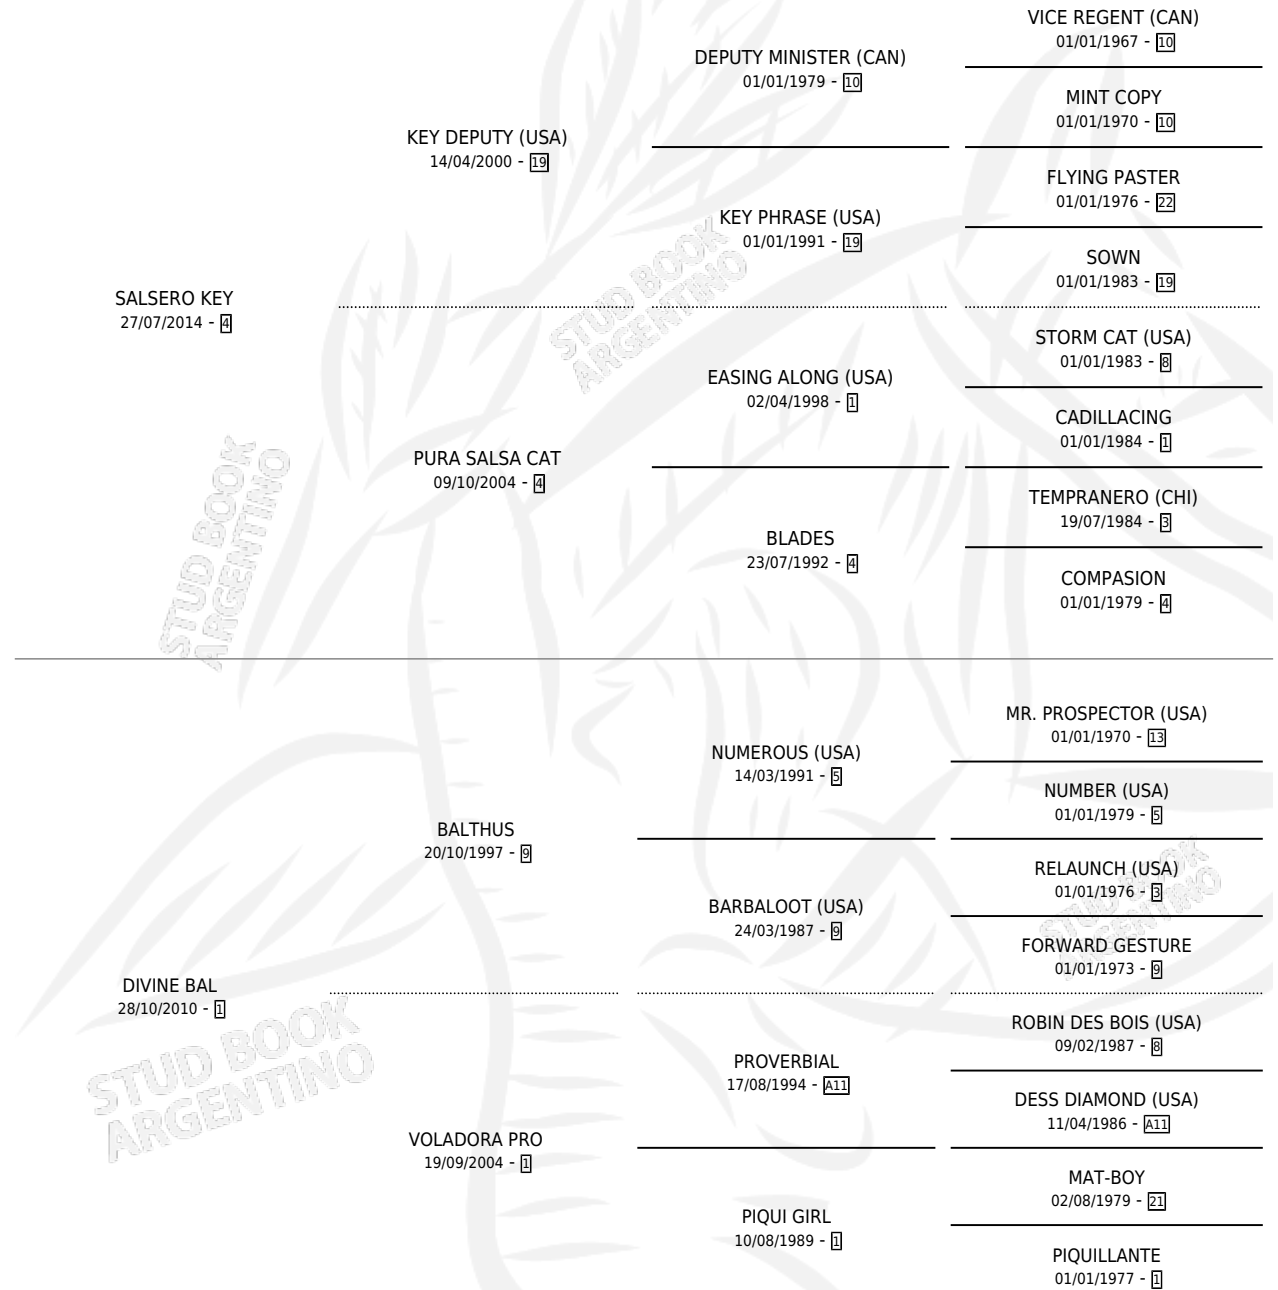 VICE REGENT (CAN)
01/01/1967 - 10
DEPUTY MINISTER (CAN)
01/01/1979 - 10
MINT COPY
01/01/1970 - 10
KEY DEPUTY (USA)
14/04/2000 - 19
FLYING PASTER
01/01/1976 - 22
KEY PHRASE (USA)
01/01/1991 - 19
SOWN
01/01/1983 - 19
SALSERO KEY
27/07/2014 - 4
STUD BOOK
ARGENTINO
STORM CAT (USA)
01/01/1983 - 8
EASING ALONG (USA)
02/04/1998 - 1
CADILLACING
01/01/1984 - 1
PURA SALSA CAT
09/10/2004 - 4
TEMPRANERO (CHI)
19/07/1984 - 3
BLADES
23/07/1992 - 4
COMPASION
01/01/1979 - 4
STUD BOOK
ARGENTINO
MR. PROSPECTOR (USA)
01/01/1970 - 13
NUMEROUS (USA)
14/03/1991 - 5
NUMBER (USA)
01/01/1979 - 5
BALTHUS
20/10/1997 - 9
RELAUNCH (USA)
01/01/1976 - 3
BARBALOOT (USA)
24/03/1987 - 9
STUD BOOK
ARGENTINO
FORWARD GESTURE
01/01/1973 - 9
DIVINE BAL
28/10/2010 - 1
STUD BOOK
ARGENTINO
ROBIN DES BOIS (USA)
09/02/1987 - 8
PROVERBIAL
17/08/1994 - A11
DESS DIAMOND (USA)
11/04/1986 - A11
VOLADORA PRO
19/09/2004 - 1
MAT-BOY
02/08/1979 - 21
PIQUI GIRL
10/08/1989 - 1
PIQUILLANTE
01/01/1977 - 1